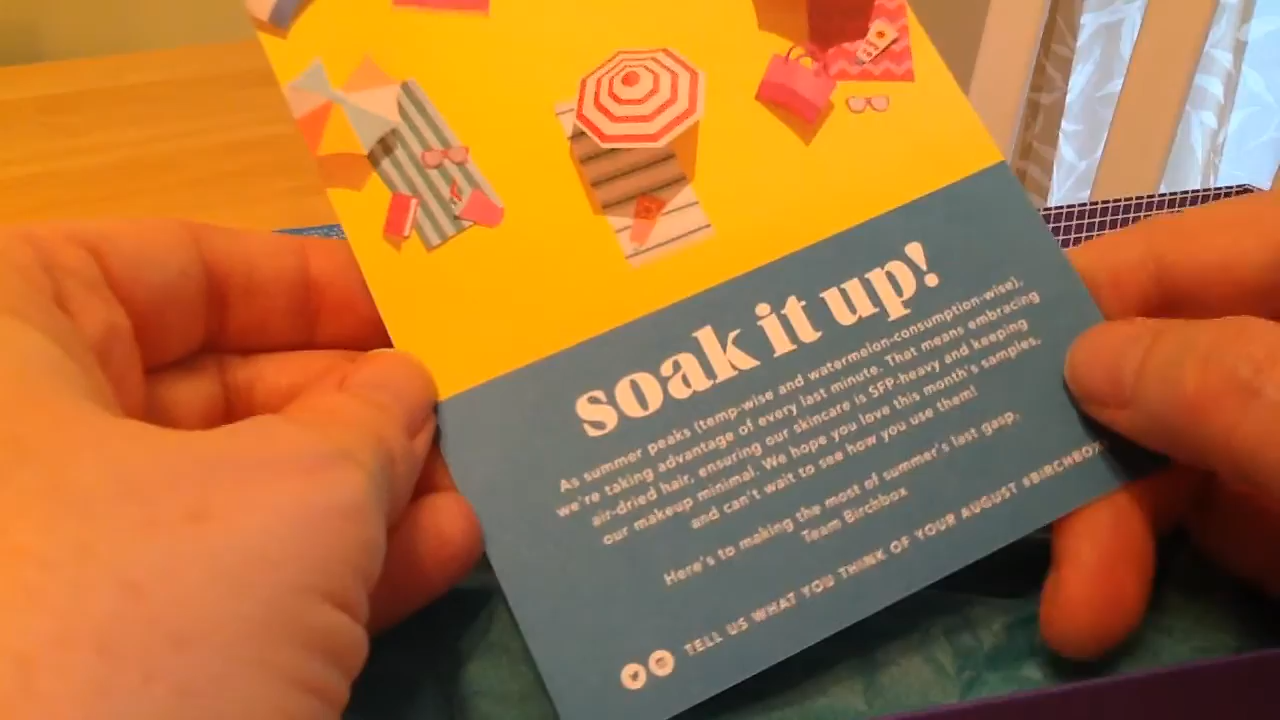 soak it up!
As summer peaks (temp-wise and watermelon-consumption-wise),
we're taking advantage of every last minute. That means embracing
air-dried hair, ensuring our skincare is SFP-heavy and keeping
our makeup minimal. We hope you love this month's samples,
and can't wait to see how you use them!
Here's to making the most of summer's last gasp,
Team Birchbox
TELL US WHAT YOU THINK OF YOUR AUGUST #BIRCHBOX.